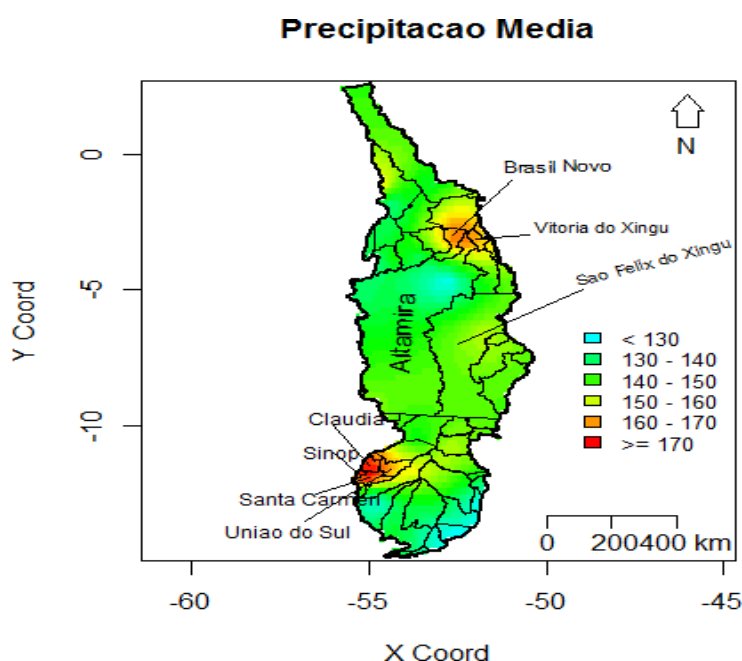 Precipitacao Media
N
Brasil Novo
Vitoria do Xingu
Sao Felix do Xingu
Altamira
Claudia
Sinop
Santa Carmen
Uniao do Sul
< 130
130 - 140
140 - 150
150 - 160
160 - 170
>= 170
0 200400 km
Y Coord
0
-5
-10
-60 -55 -50 -45
X Coord